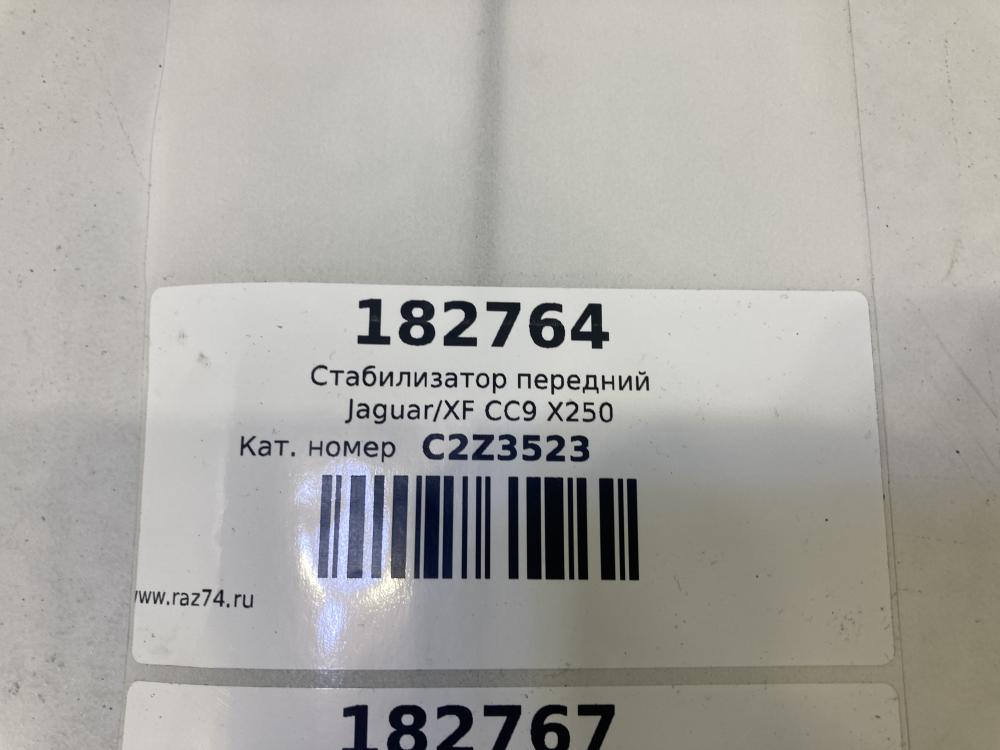 182764
Стабилизатор передний
Jaguar/XF CC9 X250
Кат. номер C2Z3523
www.raz74.ru
182767